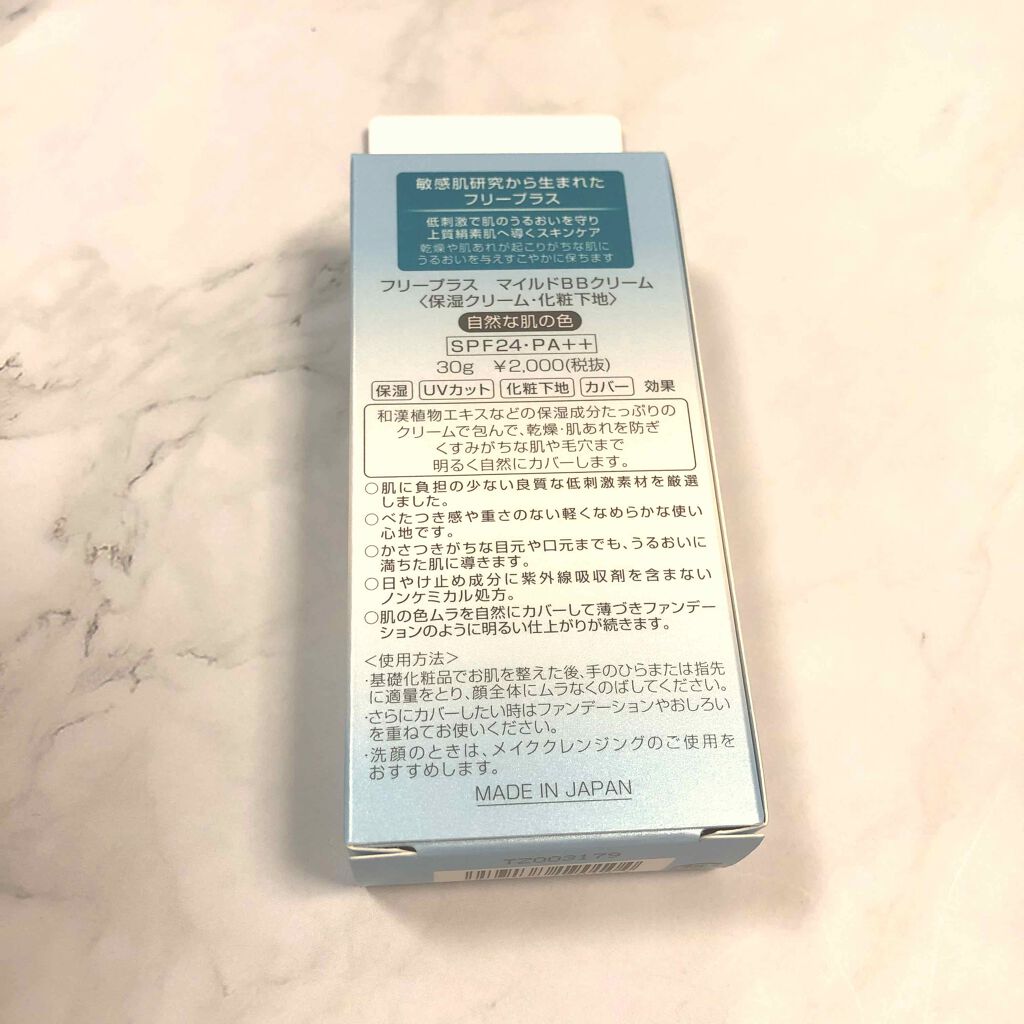 敏感肌研究から生まれた
フリープラス
低刺激で肌のうるおいを守り
上質絹素肌へ導くスキンケア
乾燥や肌あれが起こりがちな肌に
うるおいを与えすこやかに保ちます
フリープラス　マイルドBBクリーム
〈保湿クリーム・化粧下地〉
自然な肌の色
SPF24・PA++
30g　¥2,000(税抜)
保湿 UVカット 化粧下地 カバー 効果
和漢植物エキスなどの保湿成分たっぷりの
クリームで包んで、乾燥・肌あれを防ぎ
くすみがちな肌や毛穴まで
明るく自然にカバーします。
○肌に負担の少ない良質な低刺激素材を厳選
しました。
○べたつき感や重さのない軽くなめらかな使い
心地です。
○かさつきがちな目元や口元までも、うるおいに
満ちた肌に導きます。
○日やけ止め成分に紫外線吸収剤を含まない
ノンケミカル処方。
○肌の色ムラを自然にカバーして薄づきファンデー
ションのように明るい仕上がりが続きます。
＜使用方法＞
・基礎化粧品でお肌を整えた後、手のひらまたは指先
に適量をとり、顔全体にムラなくのばしてください。
・さらにカバーしたい時はファンデーションやおしろい
を重ねてお使いください。
・洗顔のときは、メイククレンジングのご使用を
おすすめします。
MADE IN JAPAN
TZ003179